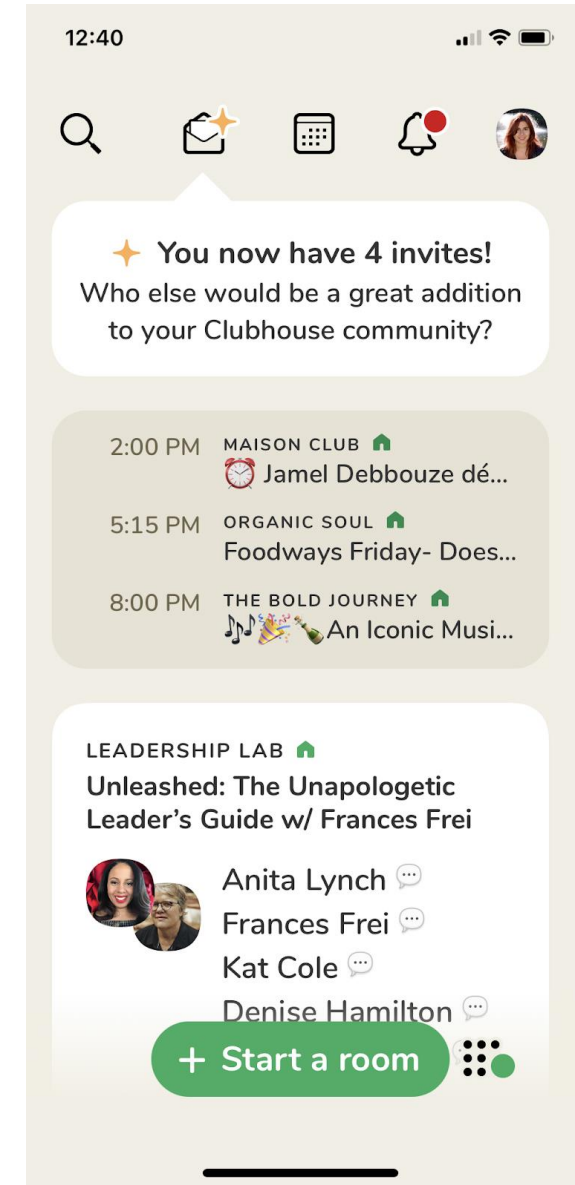 12:40
You now have 4 invites!
Who else would be a great addition
to your Clubhouse community?
2:00 PM MAISON CLUB
⏰ Jamel Debbouze dé...
5:15 PM ORGANIC SOUL
Foodways Friday- Does...
8:00 PM THE BOLD JOURNEY
🎶🎉🍾An Iconic Musi...
LEADERSHIP LAB
Unleashed: The Unapologetic
Leader's Guide w/ Frances Frei
Anita Lynch 💬
Frances Frei 💬
Kat Cole 💬
Denise Hamilton 💬
+ Start a room